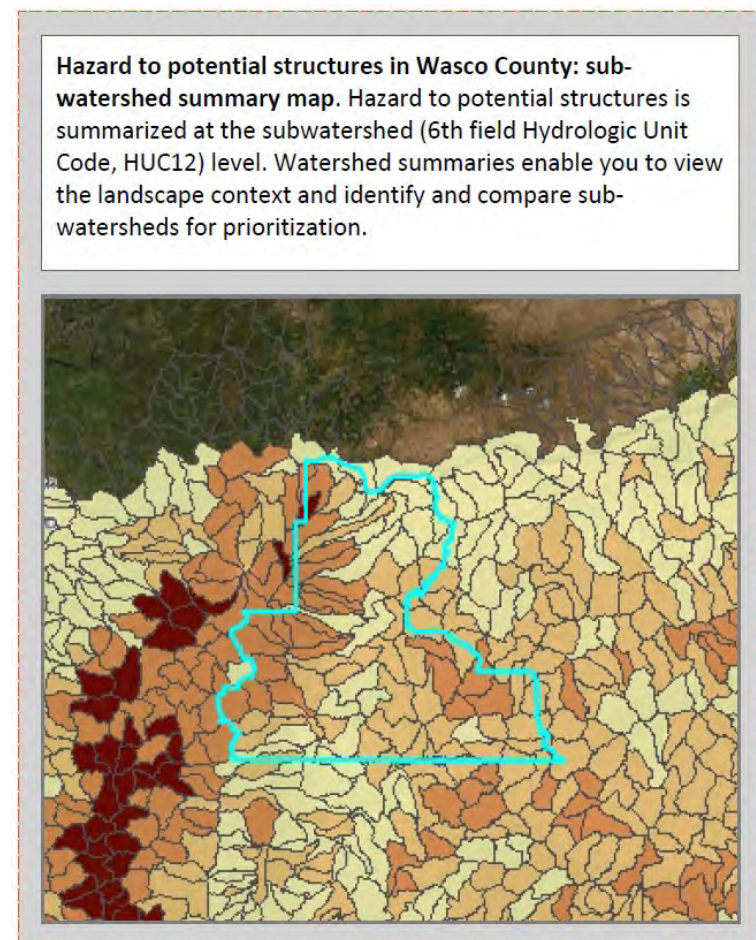 Hazard to potential structures in Wasco County: sub-
watershed summary map. Hazard to potential structures is
summarized at the subwatershed (6th field Hydrologic Unit
Code, HUC12) level. Watershed summaries enable you to view
the landscape context and identify and compare sub-
watersheds for prioritization.